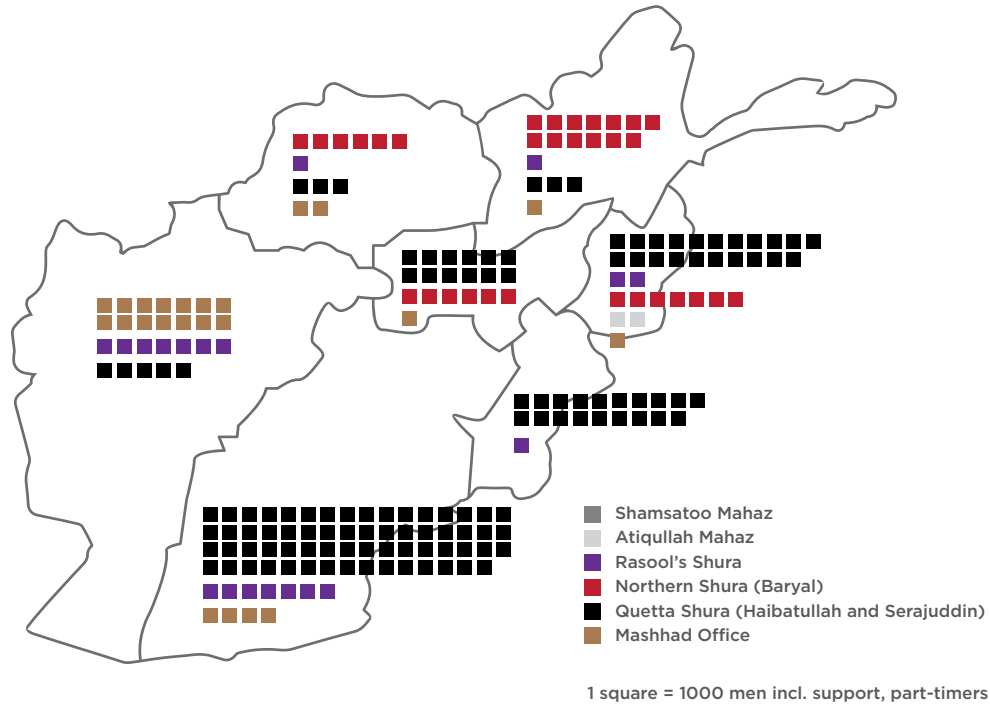 Shamsatoo Mahaz
Atiqullah Mahaz
Rasool's Shura
Northern Shura (Baryal)
Quetta Shura (Haibatullah and Serajuddin)
Mashhad Office
1 square = 1000 men incl. support, part-timers